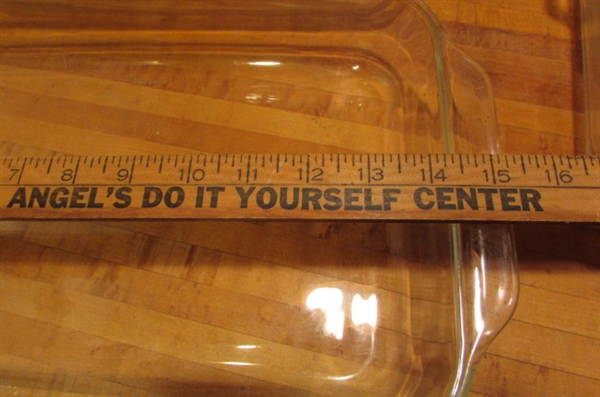 7 8 9 10 11 12 13 14 15 16
ANGEL'S DO IT YOURSELF CENTER